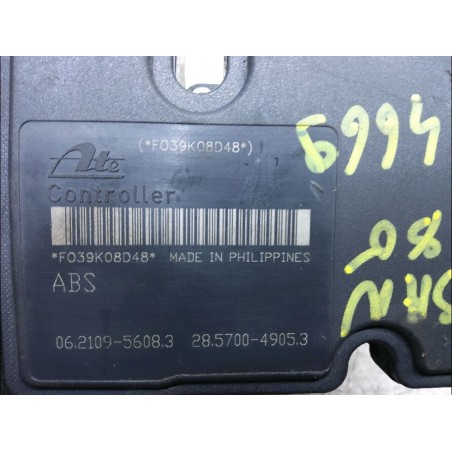 (*F039K08D48*)
Ate
Controller
*F039K08D48* MADE IN PHILIPPINES
ABS
06.2109-5608.3 28.5700-4905.3